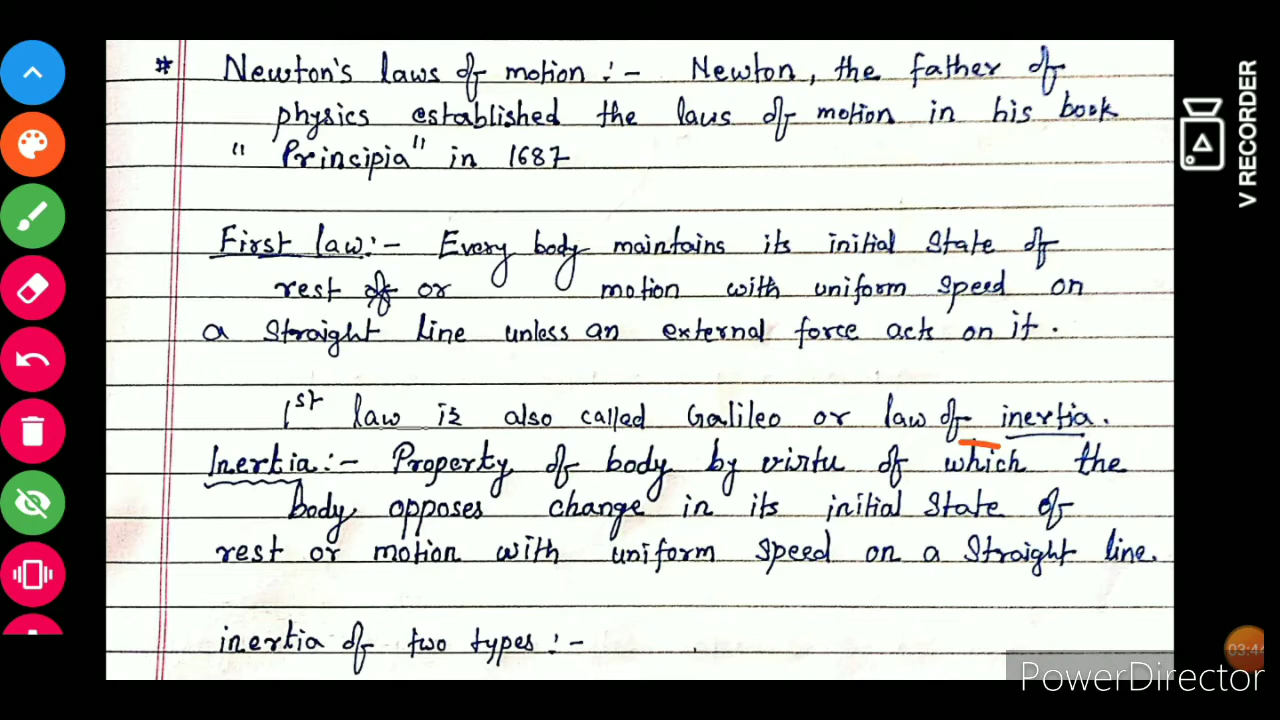 # Newton's laws of motion :- Newton, the father of
physics established the laws of motion in his book
" Principia" in 1687
First law :- Every body maintains its initial State of
rest of or motion with uniform speed on
a straight line unless an external force acts on it .
1st law is also called Galileo or law of inertia.
Inertia :- Property of body by virtu of which the
body opposes change in its initial State of
rest or motion with uniform speed on a straight line.
inertia of two types :-
V RECORDER
03:44
PowerDirector